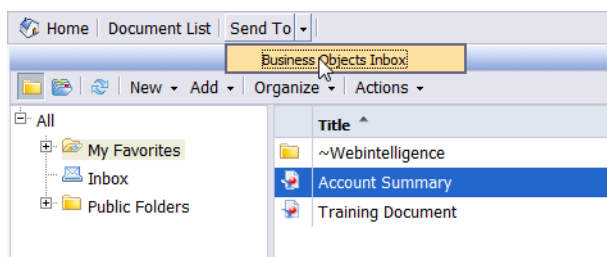 Home Document List Send To
Business Objects Inbox
New Add Organize Actions
All
My Favorites
Inbox
Public Folders
Title
~Webintelligence
Account Summary
Training Document